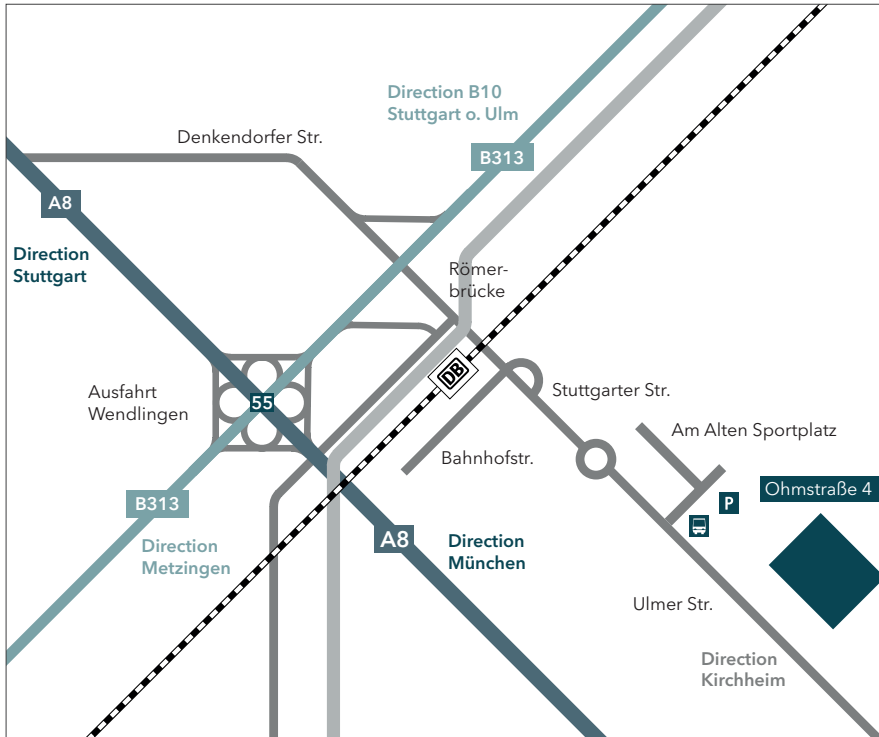 Direction B10
Stuttgart o. Ulm
Denkendorfer Str.
B313
A8
Direction
Stuttgart
Römer-
brücke
DB
Ausfahrt
Wendlingen
55
Stuttgarter Str.
Am Alten Sportplatz
Bahnhofstr.
Ohmstraße 4
P
B313
A8
Direction
Metzingen
Direction
München
Ulmer Str.
Direction
Kirchheim